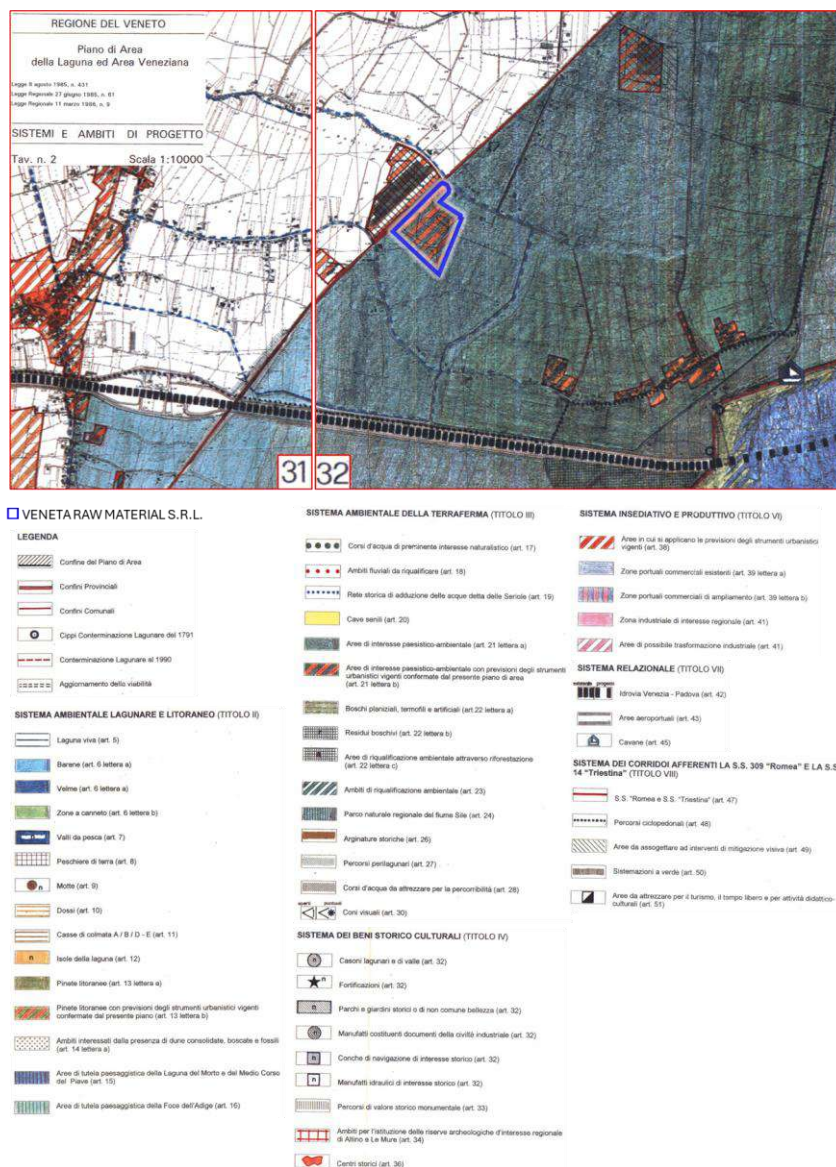 REGIONE DEL VENETO
Piano di Area
della Laguna ed Area Veneziana
Legge 8 agosto 1985, n. 431
Legge Regionale 27 giugno 1985, n. 61
Legge Regionale 11 marzo 1986, n. 9
SISTEMI E AMBITI DI PROGETTO
Tav. n. 2 Scala 1:10000
31
32
VENETA RAW MATERIAL S.R.L.
LEGENDA
Confine del Piano di Area
Confini Provinciali
Confini Comunali
Cippi Conterminazione Lagunare del 1791
Conterminazione Lagunare al 1990
Aggiornamento della viabilità
SISTEMA AMBIENTALE LAGUNARE E LITORANEO (TITOLO II)
Laguna viva (art. 5)
Barene (art. 6 lettera a)
Velme (art. 6 lettera a)
Zone a canneto (art. 6 lettera b)
Valli da pesca (art. 7)
Peschiere di terra (art. 8)
n
Motte (art. 9)
Dossi (art. 10)
Casse di colmata A / B / D - E (art. 11)
n
Isole della laguna (art. 12)
Pinete litoranee (art. 13 lettera a)
Pinete litoranee con previsioni degli strumenti urbanistici vigenti
confermate dal presente piano (art. 13 lettera b)
Ambiti interessati dalla presenza di dune consolidate, boscate e fossili
(art. 14 lettera a)
Aree di tutela paesaggistica della Laguna del Morto e del Medio Corso
del Piave (art. 15)
Area di tutela paesaggistica della Foce dell'Adige (art. 16)
SISTEMA AMBIENTALE DELLA TERRAFERMA (TITOLO III)
Corsi d'acqua di preminente interesse naturalistico (art. 17)
Ambiti fluviali da riqualificare (art. 18)
Rete storica di adduzione delle acque detta delle Seriole (art. 19)
Cave senili (art. 20)
Aree di interesse paesistico-ambientale (art. 21 lettera a)
Aree di interesse paesistico-ambientale con previsioni degli strumenti
urbanistici vigenti confermate dal presente piano di area
(art. 21 lettera b)
Boschi planiziali, termofili e artificiali (art.22 lettera a)
Residui boschivi (art. 22 lettera b)
Aree di riqualificazione ambientale attraverso riforestazione
(art. 22 lettera c)
Ambiti di riqualificazione ambientale (art. 23)
Parco naturale regionale del fiume Sile (art. 24)
Arginature storiche (art. 26)
Percorsi perilagunari (art. 27)
Corsi d'acqua da attrezzare per la percorribilità (art. 28)
Coni visuali (art. 30)
SISTEMA DEI BENI STORICO CULTURALI (TITOLO IV)
n
Casoni lagunari e di valle (art. 32)
n
Fortificazioni (art. 32)
n
Parchi e giardini storici o di non comune bellezza (art. 32)
n
Manufatti costituenti documenti della civiltà industriale (art. 32)
n
Conche di navigazione di interesse storico (art. 32)
n
Manufatti idraulici di interesse storico (art. 32)
Percorsi di valore storico monumentale (art. 33)
Ambiti per l'istituzione delle riserve archeologiche d'interesse regionale
di Altino e Le Mure (art. 34)
Centri storici (art. 36)
SISTEMA INSEDIATIVO E PRODUTTIVO (TITOLO VI)
Aree in cui si applicano le previsioni degli strumenti urbanistici
vigenti (art. 38)
Zone portuali commerciali esistenti (art. 39 lettera a)
Zone portuali commerciali di ampliamento (art. 39 lettera b)
Zona industriale di interesse regionale (art. 41)
Aree di possibile trasformazione industriale (art. 41)
SISTEMA RELAZIONALE (TITOLO VII)
Idrovia Venezia - Padova (art. 42)
Aree aeroportuali (art. 43)
Cavane (art. 45)
SISTEMA DEI CORRIDOI AFFERENTI LA S.S. 309 "Romea" E LA S.S.
14 "Triestina" (TITOLO VIII)
S.S. "Romea e S.S. "Triestina" (art. 47)
Percorsi ciclopedonali (art. 48)
Aree da assogettare ad interventi di mitigazione visiva (art. 49)
Sistemazioni a verde (art. 50)
Aree da attrezzare per il turismo, il tempo libero e per attività didattico-
culturali (art. 51)